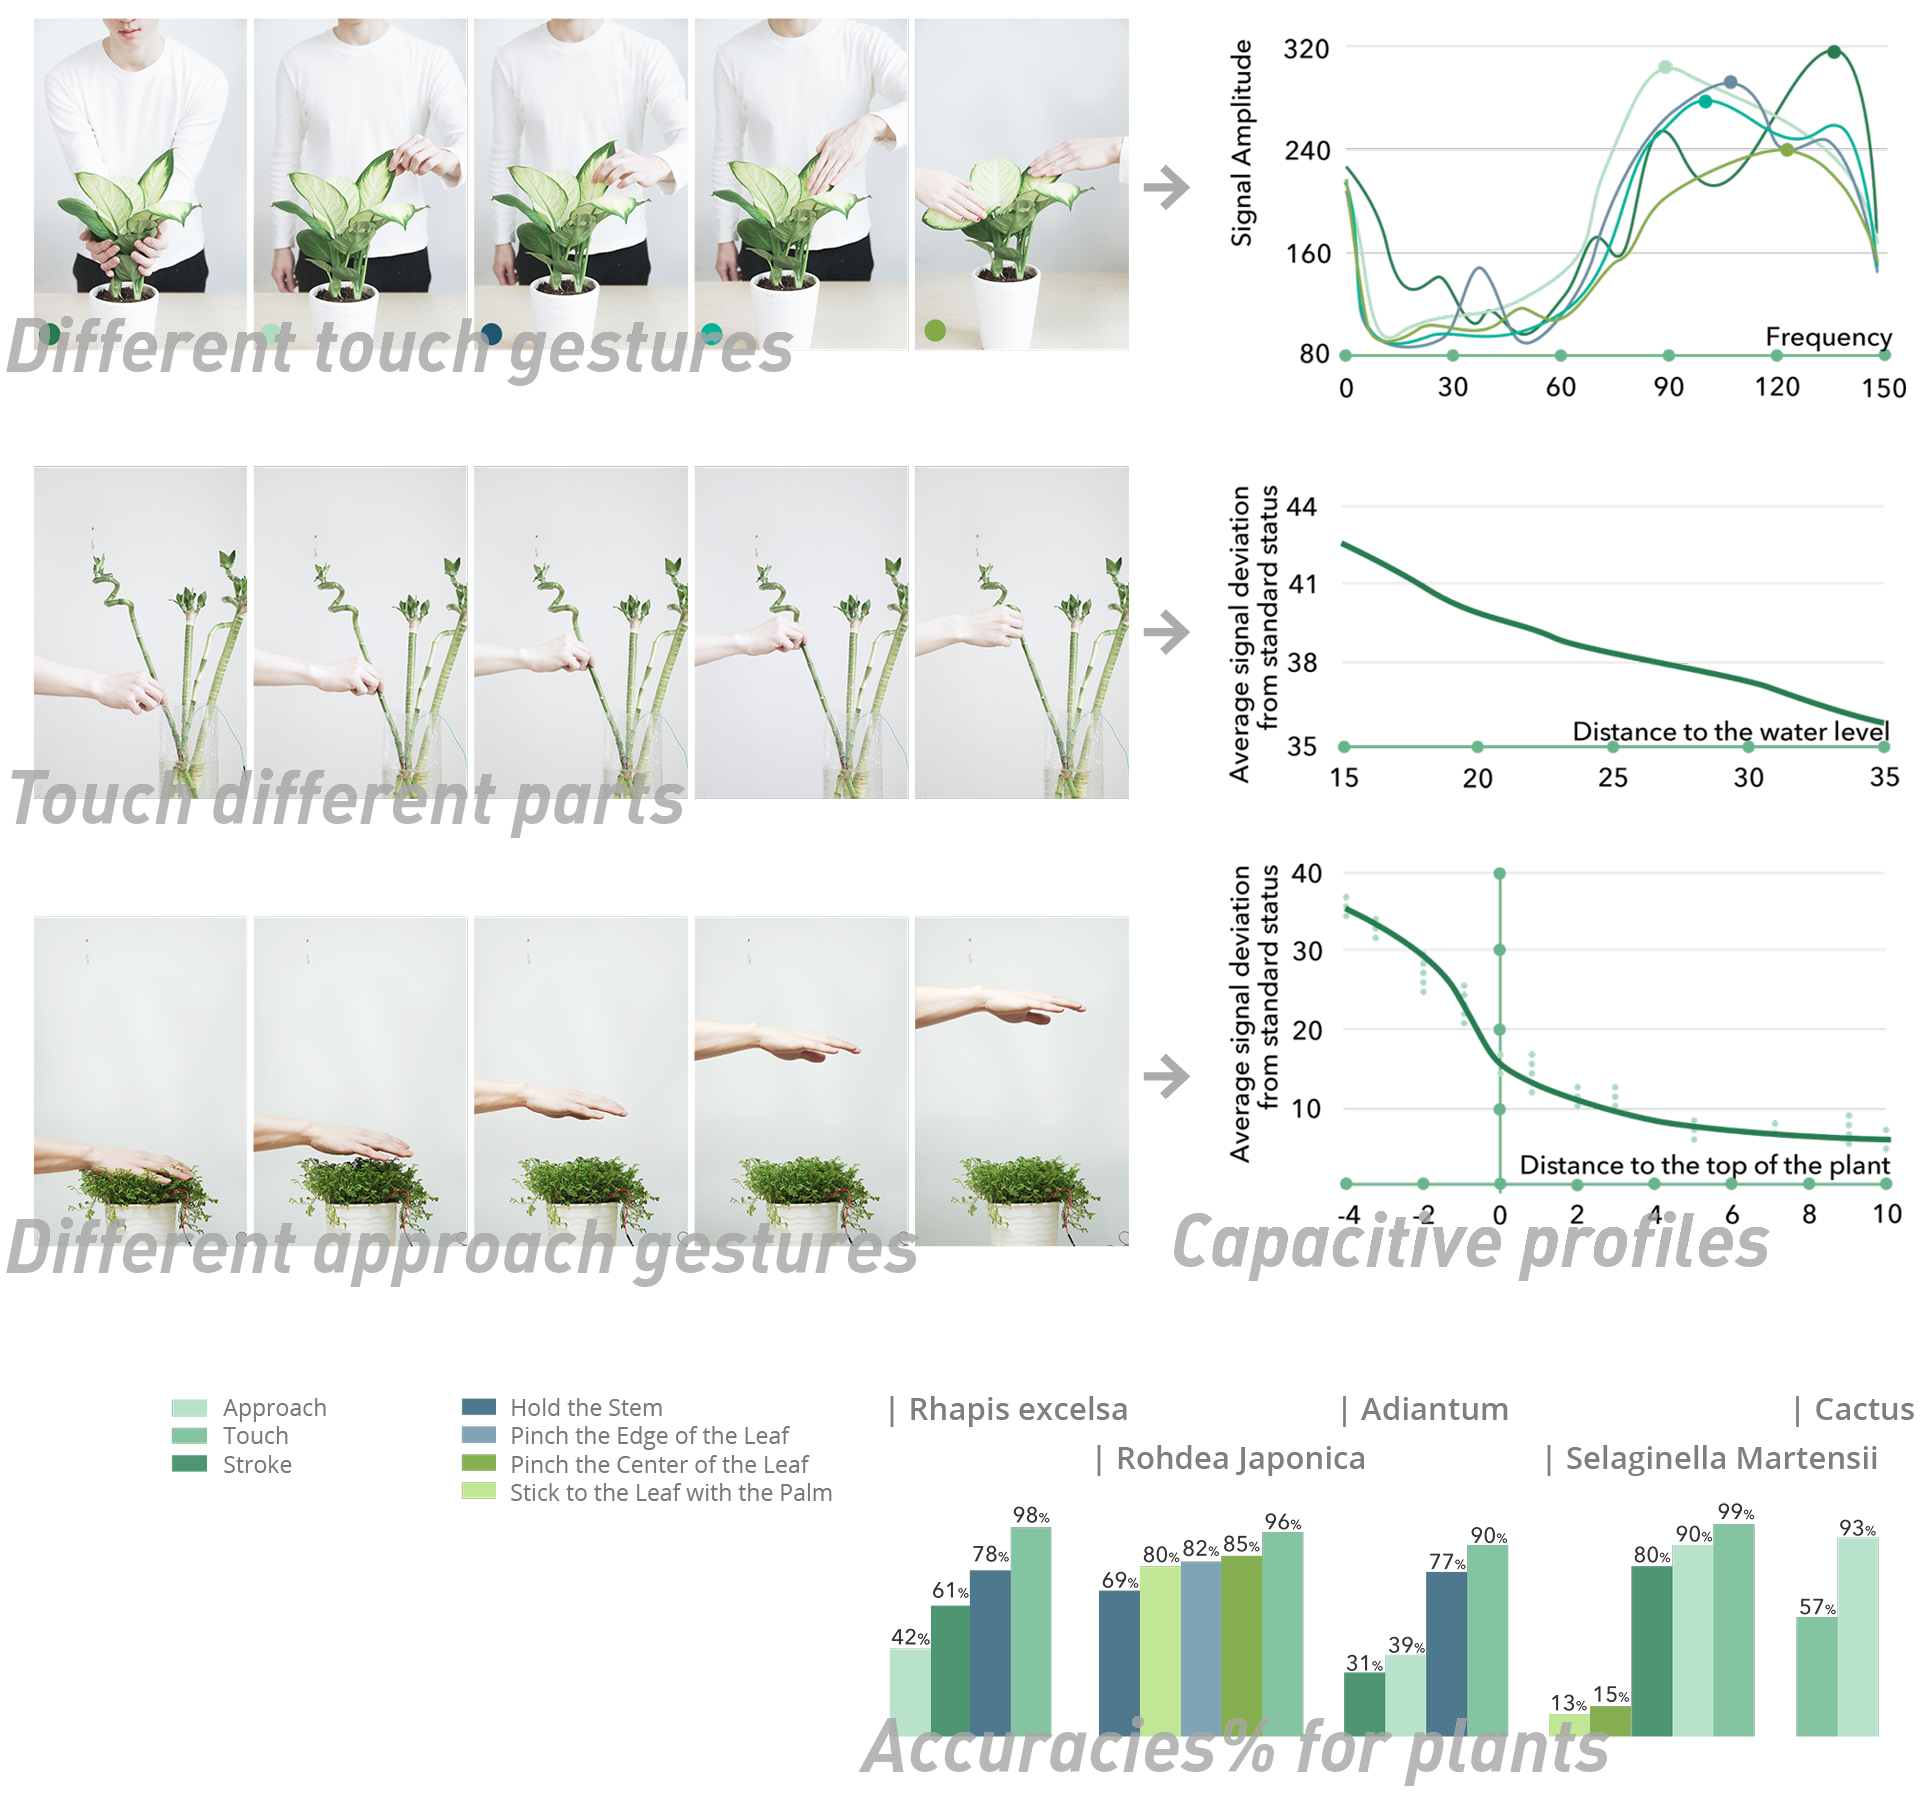 320
240
160
80
Signal Amplitude
Frequency
0 30 60 90 120 150
Different touch gestures
44
41
38
35
Average signal deviation
from standard status
Distance to the water level
15 20 25 30 35
Touch different parts
40
30
20
10
Average signal deviation
from standard status
Distance to the top of the plant
-4 -2 0 2 4 6 8 10
Different approach gestures
Capacitive profiles
Approach
Touch
Stroke
Hold the Stem
Pinch the Edge of the Leaf
Pinch the Center of the Leaf
Stick to the Leaf with the Palm
| Rhapis excelsa
| Rohdea Japonica
| Adiantum
| Selaginella Martensii
| Cactus
42% 61% 78% 98%
69% 80% 82% 85% 96%
31% 39% 77% 90%
13% 15% 80% 90% 99%
57% 93%
Accuracies% for plants